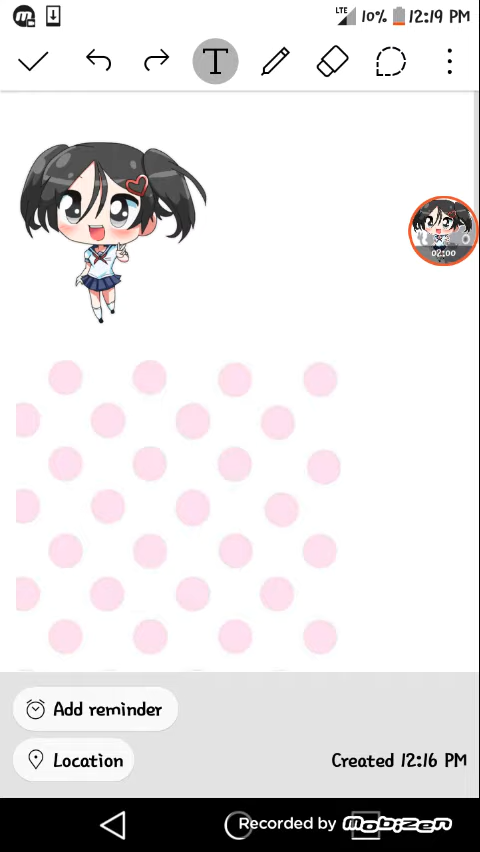 LTE 10% 12:19 PM
T
02:00
Add reminder
Location
Created 12:16 PM
Recorded by mobizen